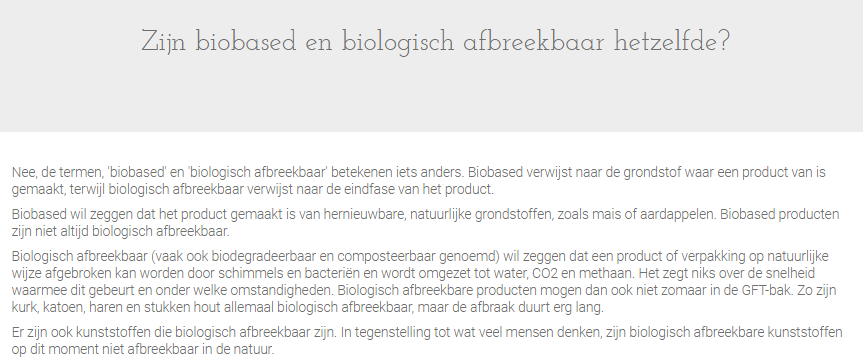 Zijn biobased en biologisch afbreekbaar hetzelfde?
Nee, de termen, 'biobased' en 'biologisch afbreekbaar' betekenen iets anders. Biobased verwijst naar de grondstof waar een product van is
gemaakt, terwijl biologisch afbreekbaar verwijst naar de eindfase van het product.
Biobased wil zeggen dat het product gemaakt is van hernieuwbare, natuurlijke grondstoffen, zoals mais of aardappelen. Biobased producten
zijn niet altijd biologisch afbreekbaar.
Biologisch afbreekbaar (vaak ook biodegradeerbaar en composteerbaar genoemd) wil zeggen dat een product of verpakking op natuurlijke
wijze afgebroken kan worden door schimmels en bacteriën en wordt omgezet tot water, CO2 en methaan. Het zegt niks over de snelheid
waarmee dit gebeurt en onder welke omstandigheden. Biologisch afbreekbare producten mogen dan ook niet zomaar in de GFT-bak. Zo zijn
kurk, katoen, haren en stukken hout allemaal biologisch afbreekbaar, maar de afbraak duurt erg lang.
Er zijn ook kunststoffen die biologisch afbreekbaar zijn. In tegenstelling tot wat veel mensen denken, zijn biologisch afbreekbare kunststoffen
op dit moment niet afbreekbaar in de natuur.